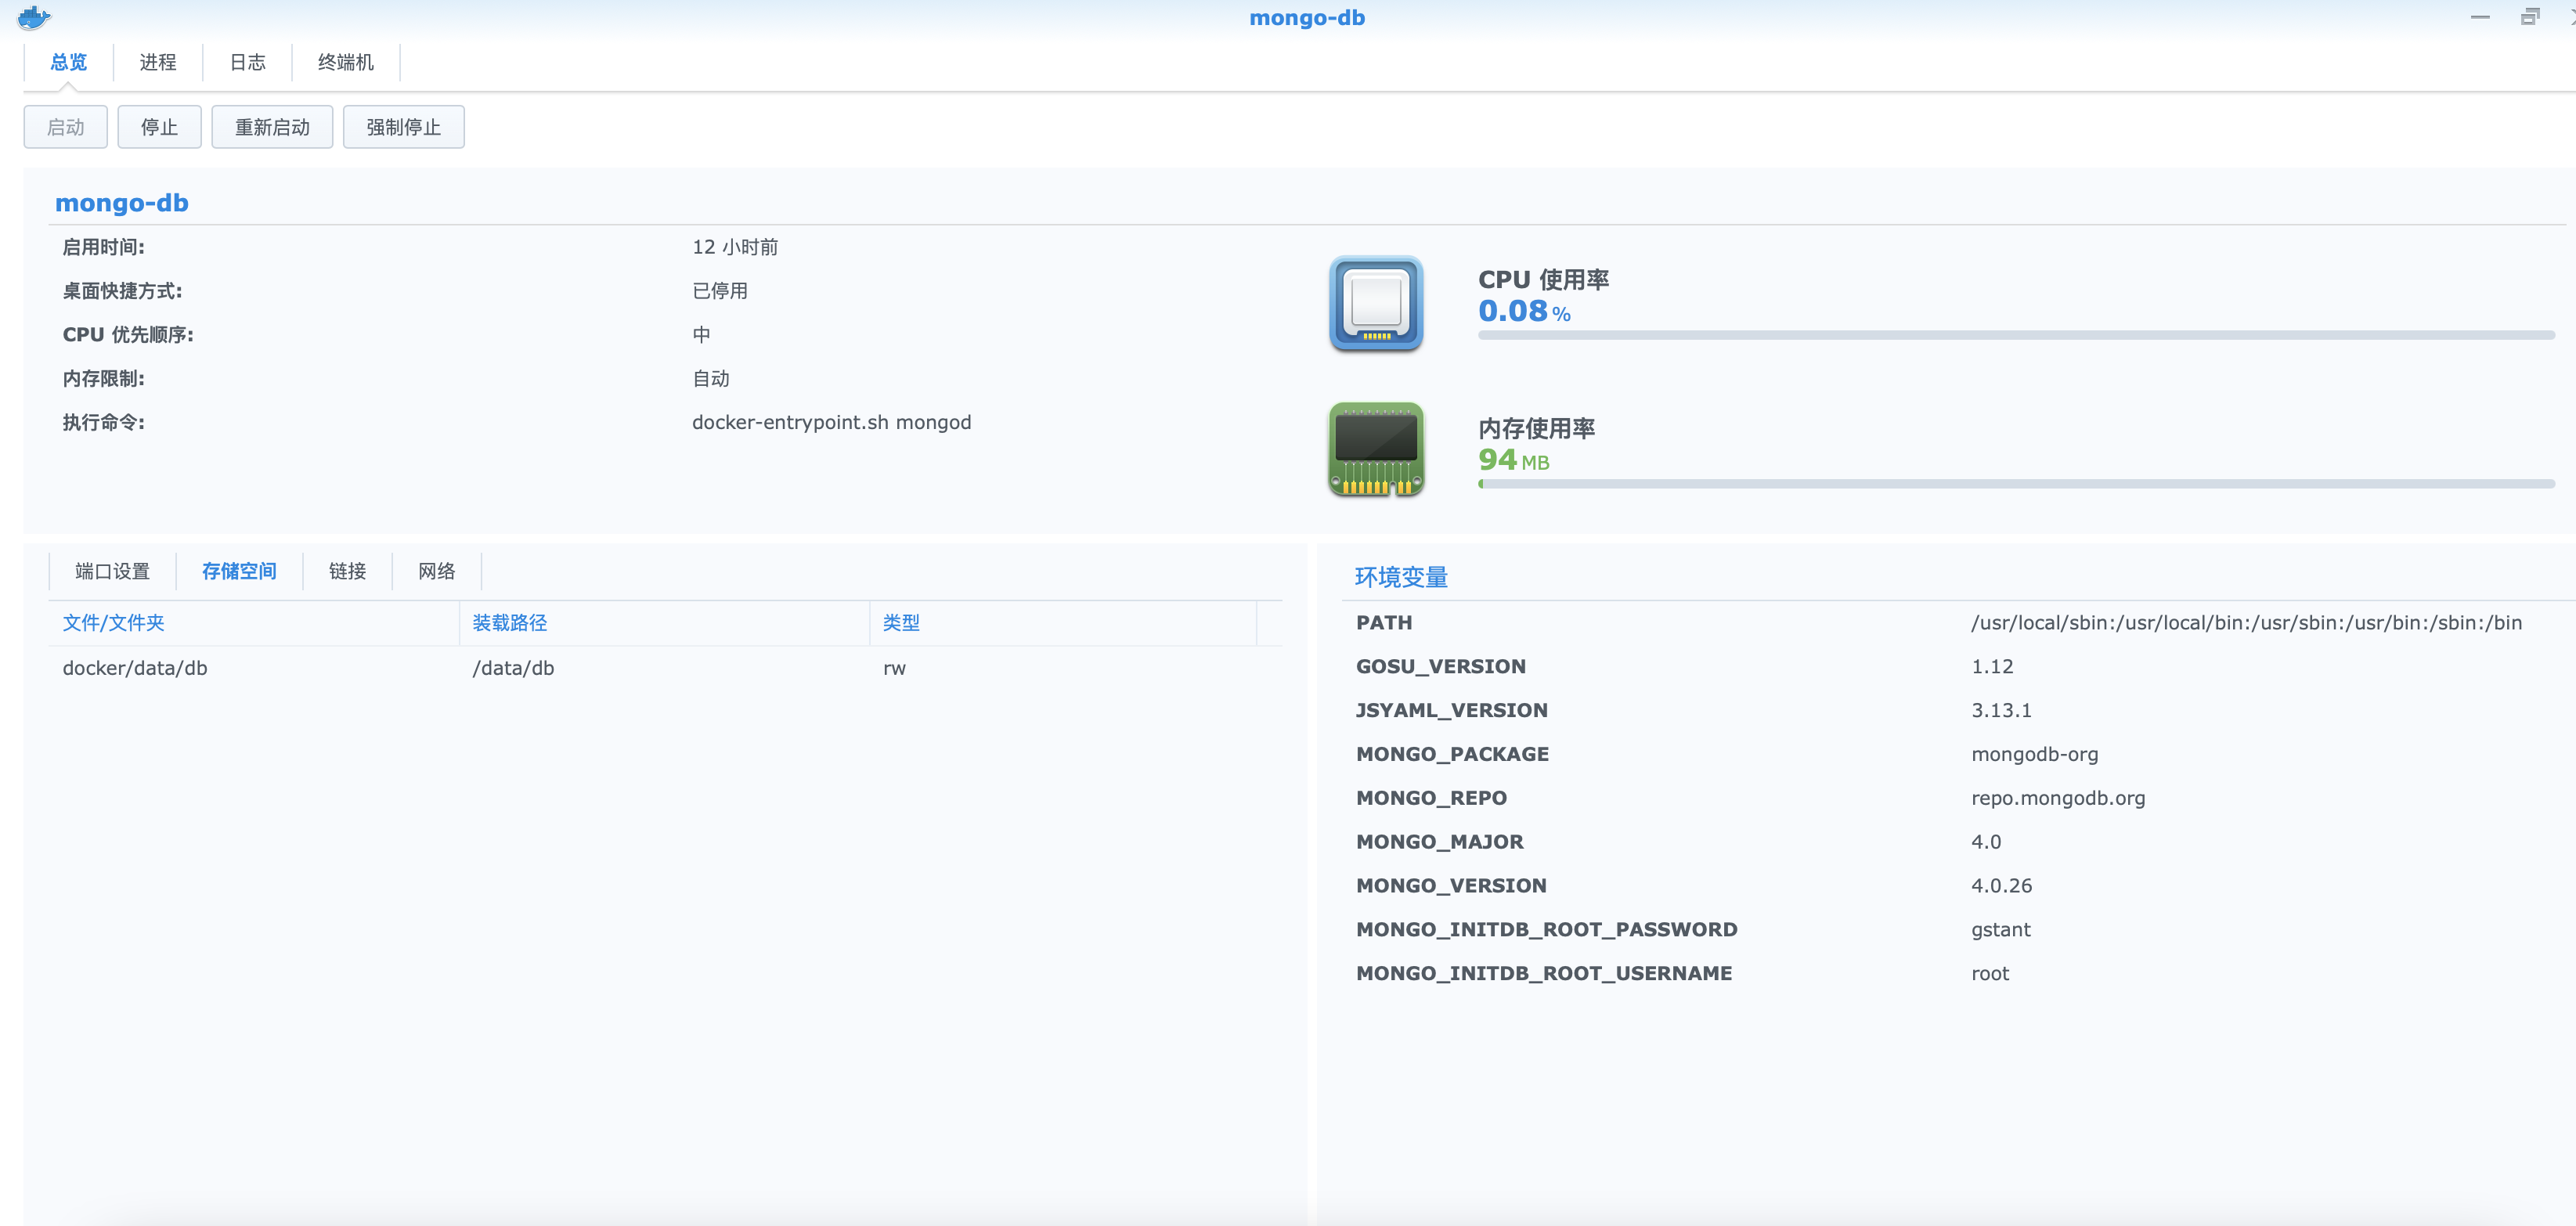 mongo-db
总览 进程 日志 终端机
启动 停止 重新启动 强制停止
mongo-db
启用时间: 12 小时前
桌面快捷方式: 已停用
CPU 优先顺序: 中
内存限制: 自动
执行命令: docker-entrypoint.sh mongod
CPU 使用率
0.08 %
内存使用率
94 MB
端口设置 存储空间 链接 网络
文件/文件夹 装载路径 类型
docker/data/db /data/db rw
环境变量
PATH /usr/local/sbin:/usr/local/bin:/usr/sbin:/usr/bin:/sbin:/bin
GOSU_VERSION 1.12
JSYAML_VERSION 3.13.1
MONGO_PACKAGE mongodb-org
MONGO_REPO repo.mongodb.org
MONGO_MAJOR 4.0
MONGO_VERSION 4.0.26
MONGO_INITDB_ROOT_PASSWORD gstant
MONGO_INITDB_ROOT_USERNAME root